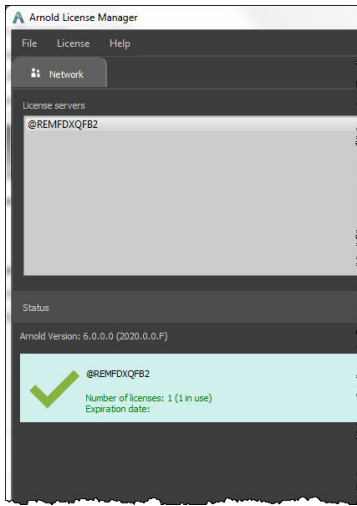 Arnold License Manager
File License Help
Network
License servers
@REMFDXQFB2
Status
Arnold Version: 6.0.0.0 (2020.0.0.F)
@REMFDXQFB2
Number of licenses: 1 (1 in use)
Expiration date: